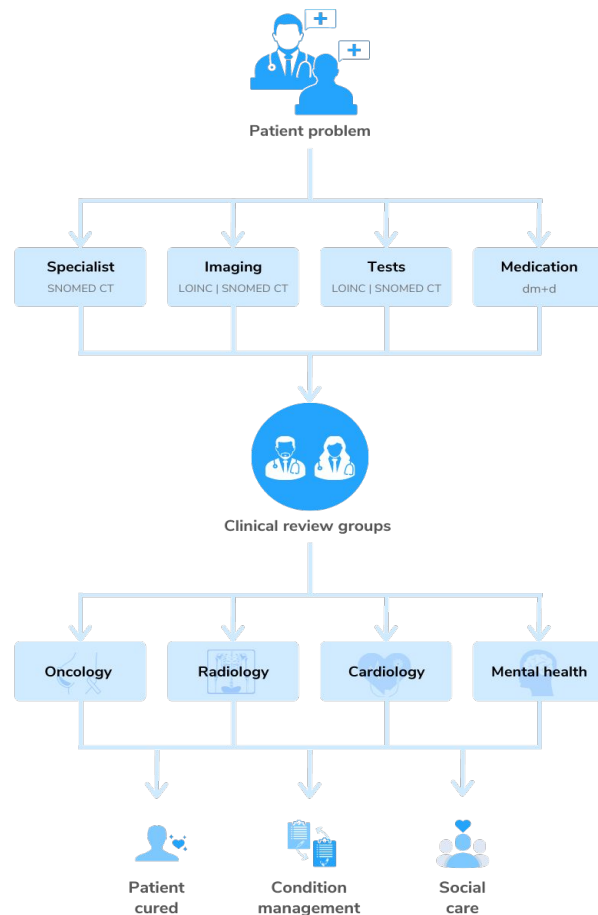 Patient problem
Specialist
SNOMED CT
Imaging
LOINC | SNOMED CT
Tests
LOINC | SNOMED CT
Medication
dm+d
Clinical review groups
Oncology
Radiology
Cardiology
Mental health
Patient
cured
Condition
management
Social
care